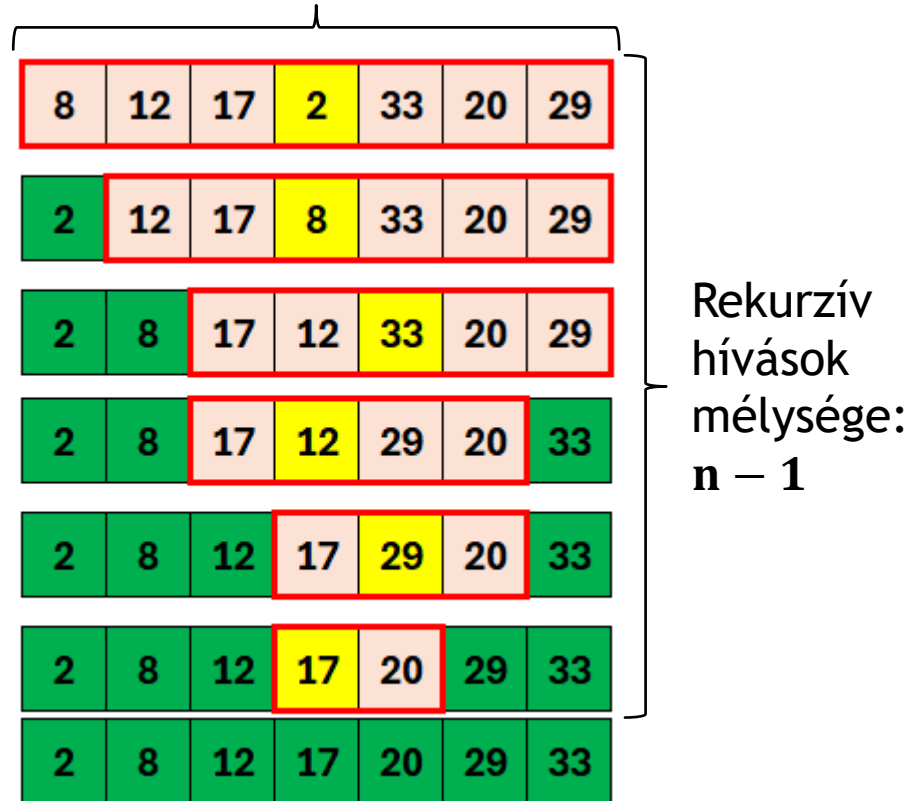 8 12 17 2 33 20 29
2 12 17 8 33 20 29
2 8 17 12 33 20 29
2 8 17 12 29 20 33
2 8 12 17 29 20 33
2 8 12 17 20 29 33
2 8 12 17 20 29 33
Rekurzív
hívások
mélysége:
n − 1